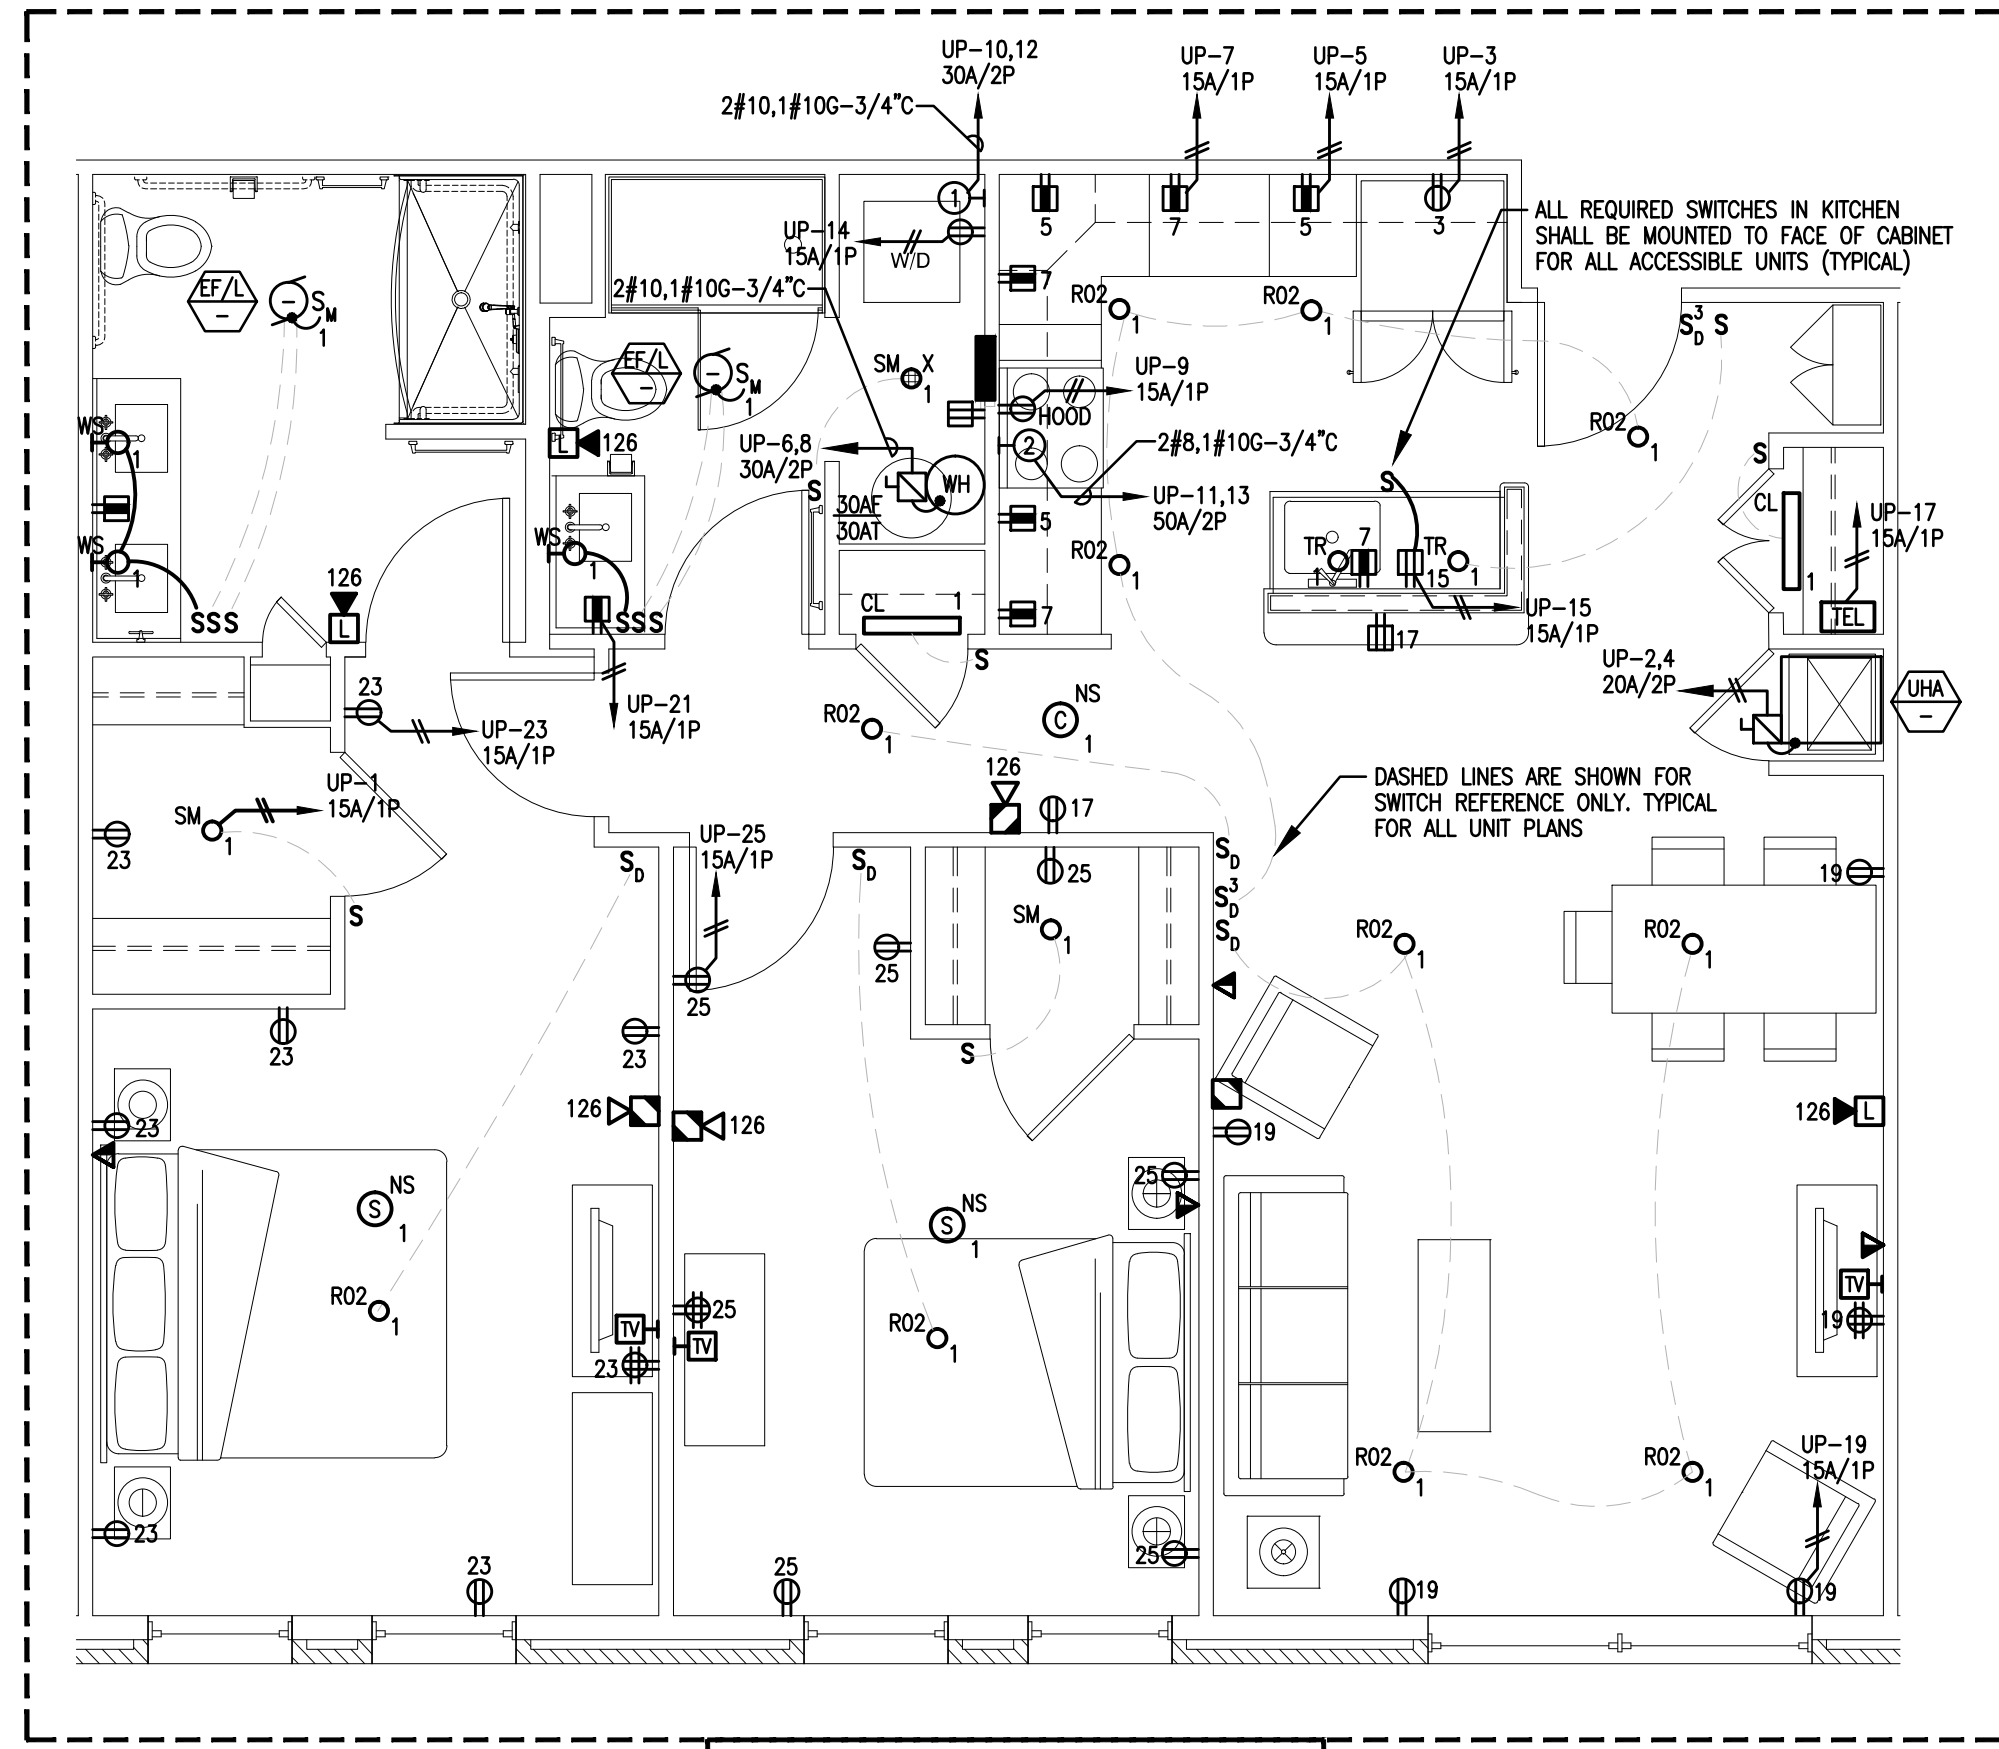 UP-10,12
30A/2P
UP-7
15A/1P
UP-5
15A/1P
UP-3
15A/1P
2#10,1#10G-3/4"C
1
5
7
5
3
ALL REQUIRED SWITCHES IN KITCHEN
SHALL BE MOUNTED TO FACE OF CABINET
FOR ALL ACCESSIBLE UNITS (TYPICAL)
UP-14
15A/1P
W/D
2#10,1#10G-3/4"C
EF/L
-
-
SM
1
7
R02
1
R02
1
S3D
S
EF/L
-
-
SM
1
SM
X
1
UP-9
15A/1P
HOOD
R02
1
WS
1
L
126
UP-6,8
30A/2P
2
2#8,1#10G-3/4"C
S
CL
1
WS
1
S
30AF
30AT
WH
UP-11,13
50A/2P
S
UP-17
15A/1P
TEL
WS
1
5
R02
1
TR
1
7
TR
1
15
UP-15
15A/1P
126
L
SSS
SSS
CL
1
S
7
17
UP-2,4
20A/2P
UHA
-
23
UP-23
15A/1P
UP-21
15A/1P
R02
1
NS
C
1
UP-1
15A/1P
SM
1
126
17
DASHED LINES ARE SHOWN FOR
SWITCH REFERENCE ONLY. TYPICAL
FOR ALL UNIT PLANS
23
S
UP-25
15A/1P
SD
SD
25
SD
S3D
SD
19
SM
1
R02
1
R02
1
25
25
23
23
S
126
126
126
L
23
19
25
NS
S
1
NS
S
1
R02
1
R02
1
TV
23
25
TV
TV
19
R02
1
R02
1
UP-19
15A/1P
23
25
23
25
19
19